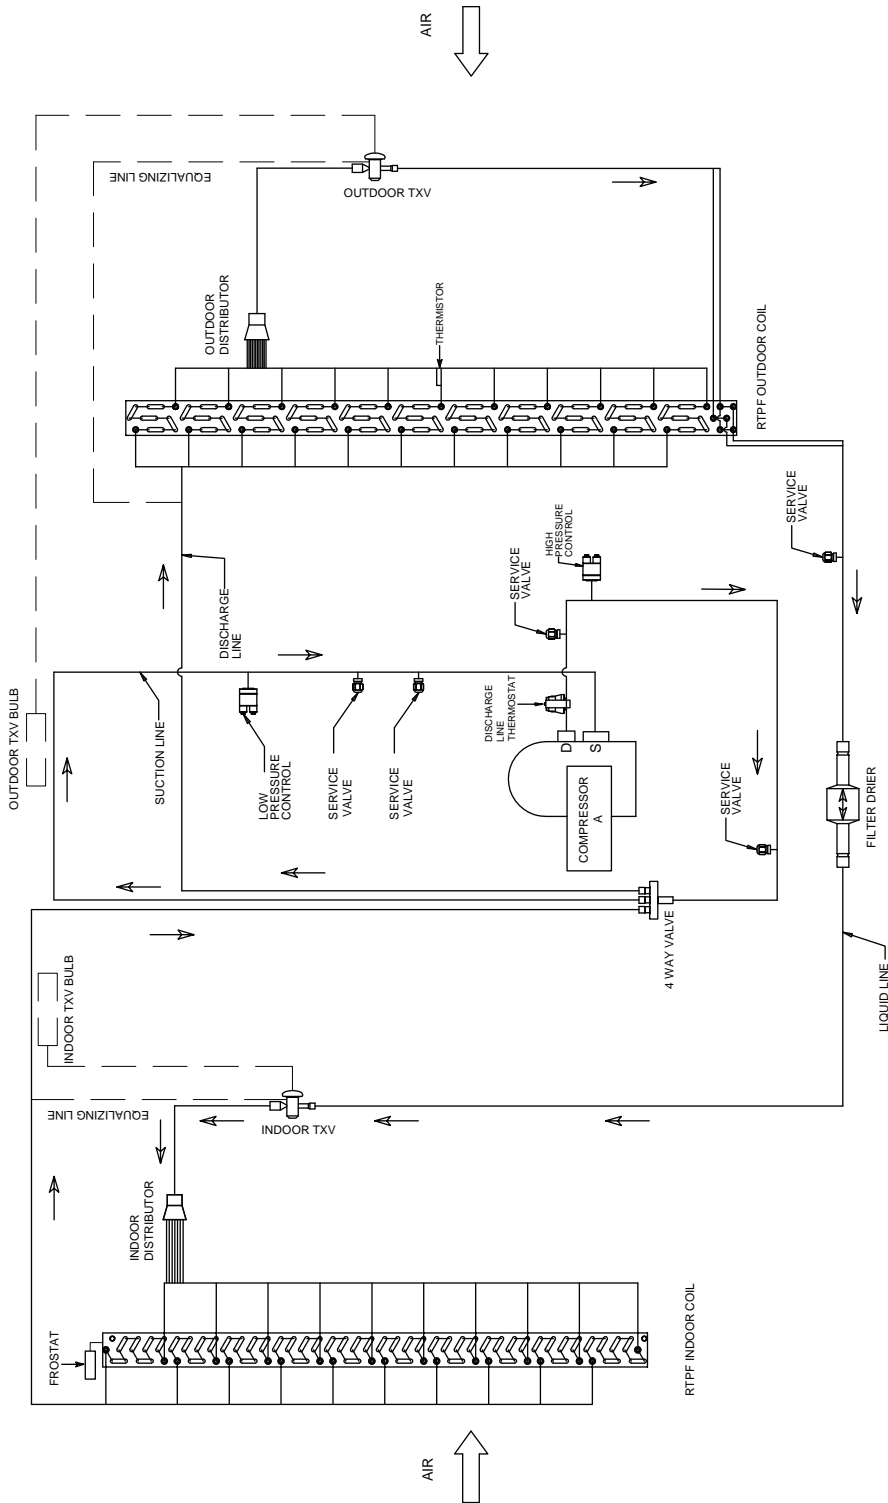 AIR
EQUALIZING LINE
OUTDOOR TXV
OUTDOOR
DISTRIBUTOR
THERMISTOR
RTPF OUTDOOR COIL
OUTDOOR TXV BULB
SUCTION LINE
DISCHARGE
LINE
LOW
PRESSURE
CONTROL
SERVICE
VALVE
SERVICE
VALVE
DISCHARGE
LINE
THERMOSTAT
SERVICE
VALVE
HIGH
PRESSURE
CONTROL
D
S
COMPRESSOR
A
SERVICE
VALVE
SERVICE
VALVE
FILTER DRIER
4 WAY VALVE
LIQUID LINE
INDOOR TXV BULB
EQUALIZING LINE
INDOOR TXV
INDOOR
DISTRIBUTOR
FROSTAT
RTPF INDOOR COIL
AIR